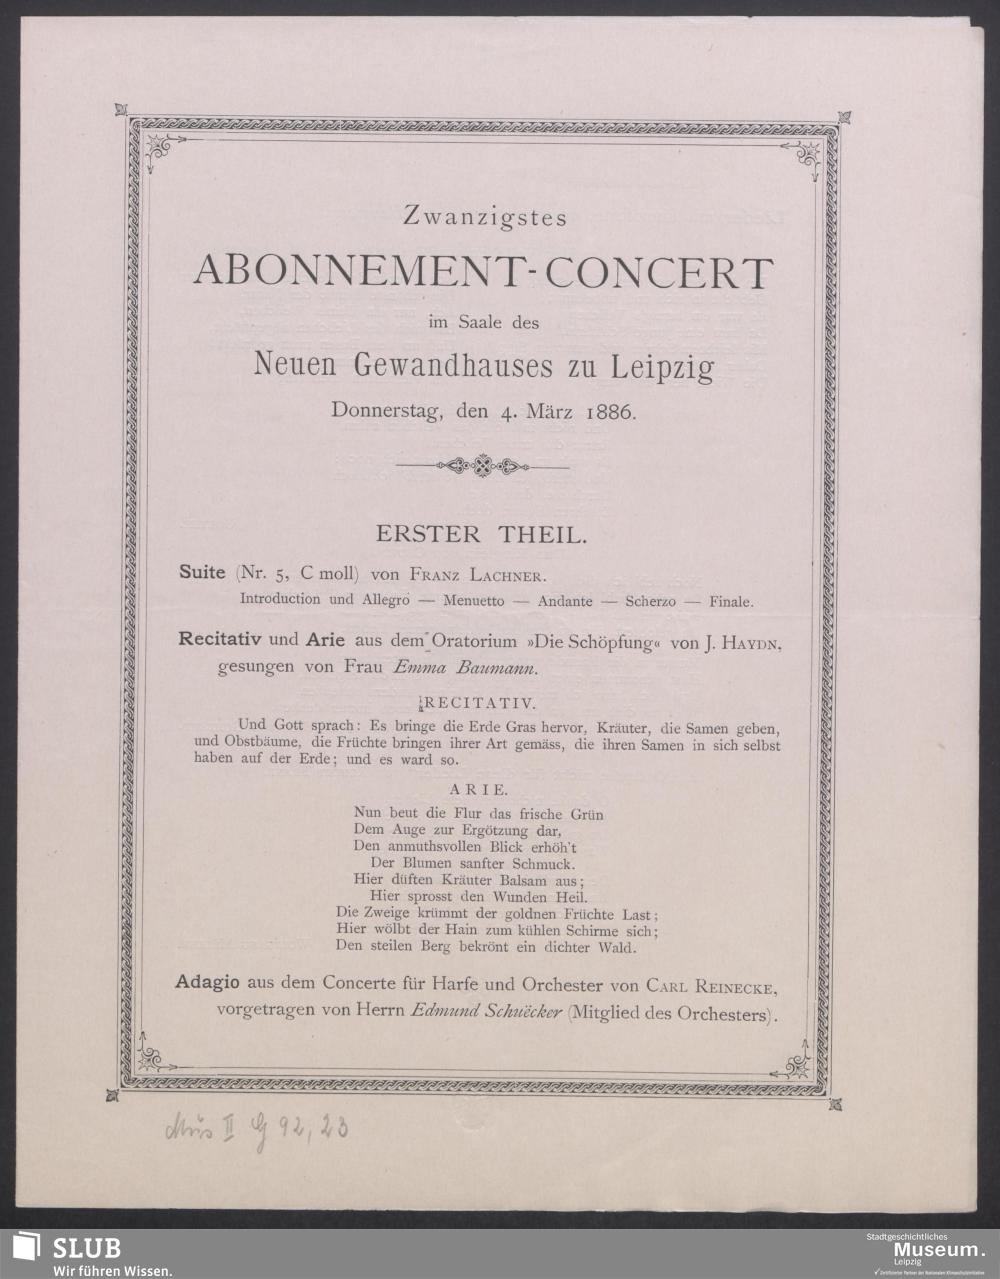 Zwanzigstes
ABONNEMENT-CONCERT
im Saale des
Neuen Gewandhauses zu Leipzig
Donnerstag, den 4. März 1886.
ERSTER THEIL.
Suite (Nr. 5, C moll) von FRANZ LACHNER.
Introduction und Allegro — Menuetto — Andante — Scherzo — Finale.
Recitativ und Arie aus dem Oratorium »Die Schöpfung« von J. HAYDN,
gesungen von Frau Emma Baumann.
RECITATIV.
Und Gott sprach: Es bringe die Erde Gras hervor, Kräuter, die Samen geben,
und Obstbäume, die Früchte bringen ihrer Art gemäss, die ihren Samen in sich selbst
haben auf der Erde; und es ward so.
ARIE.
Nun beut die Flur das frische Grün
Dem Auge zur Ergötzung dar,
Den anmuthsvollen Blick erhöh't
Der Blumen sanfter Schmuck.
Hier düften Kräuter Balsam aus;
Hier sprosst den Wunden Heil.
Die Zweige krümmt der goldnen Früchte Last;
Hier wölbt der Hain zum kühlen Schirme sich;
Den steilen Berg bekrönt ein dichter Wald.
Adagio aus dem Concerte für Harfe und Orchester von CARL REINECKE,
vorgetragen von Herrn Edmund Schuëcker (Mitglied des Orchesters).
Mus II G 92, 23
SLUB
Wir führen Wissen.
Stadtgeschichtliches
Museum.
Leipzig
Zertifizierter Partner der Nationalen Klimaschutzinitiative